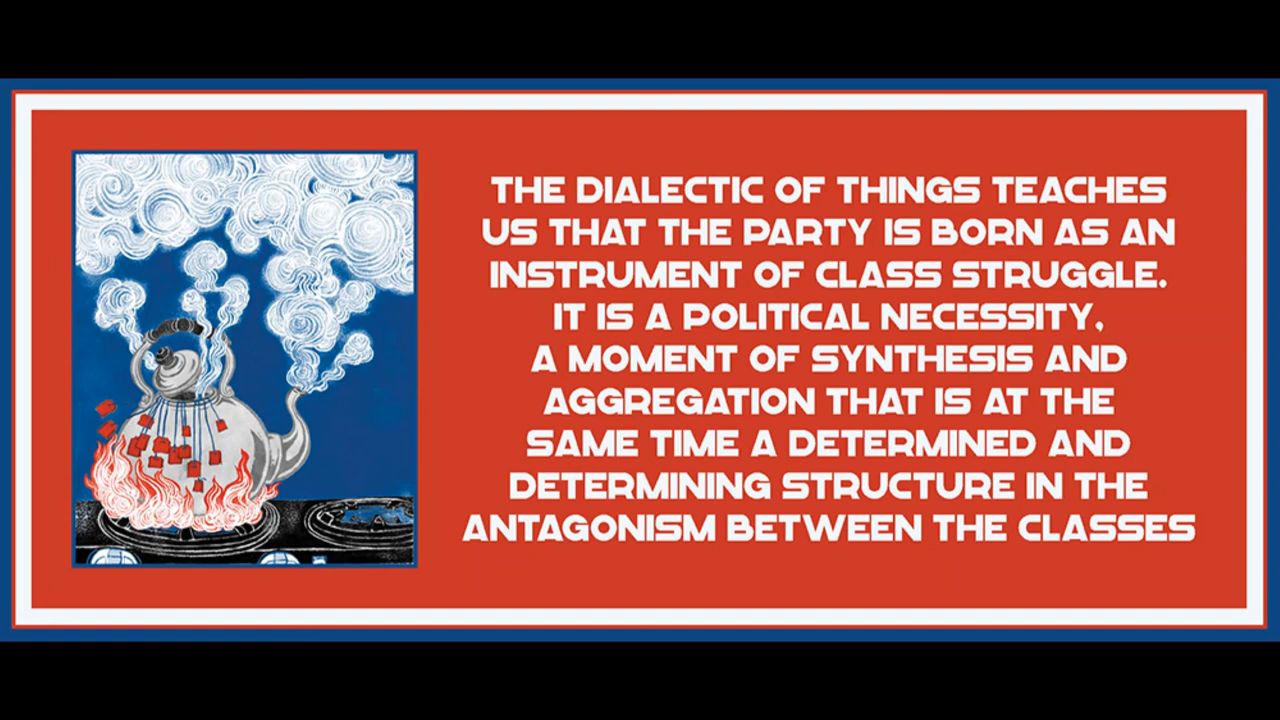 THE DIALECTIC OF THINGS TEACHES
US THAT THE PARTY IS BORN AS AN
INSTRUMENT OF CLASS STRUGGLE.
IT IS A POLITICAL NECESSITY,
A MOMENT OF SYNTHESIS AND
AGGREGATION THAT IS AT THE
SAME TIME A DETERMINED AND
DETERMINING STRUCTURE IN THE
ANTAGONISM BETWEEN THE CLASSES